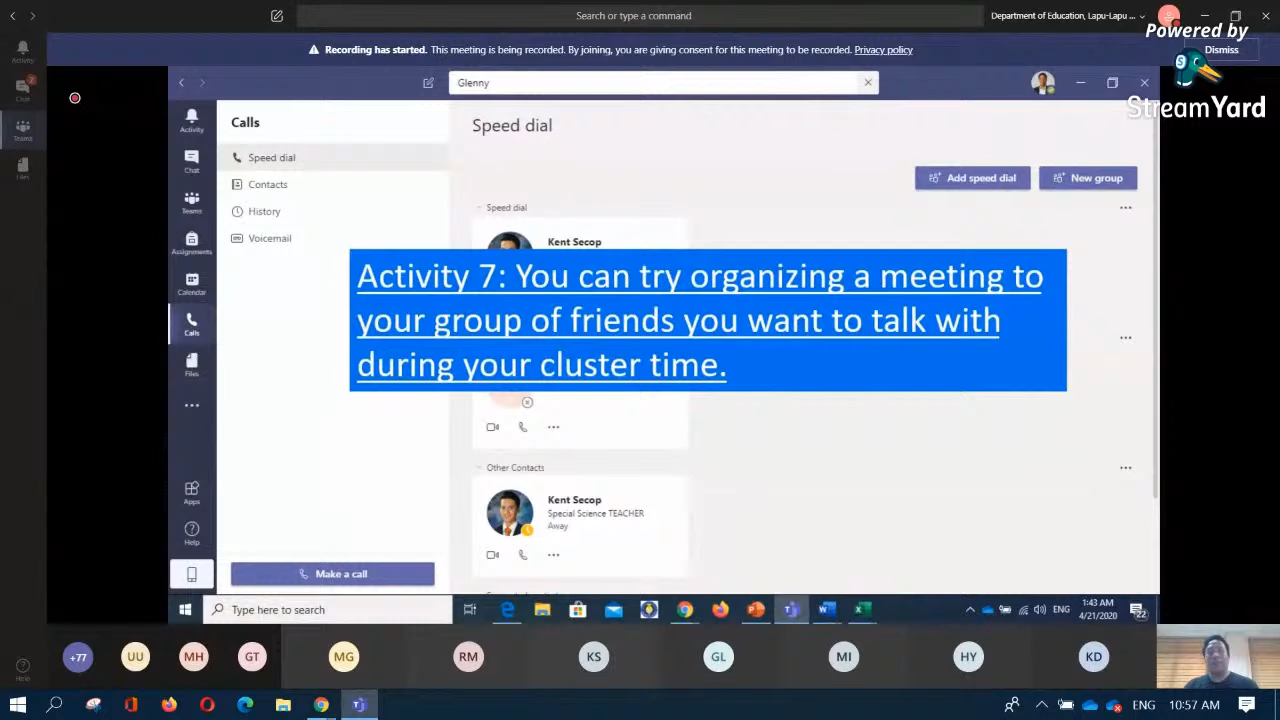 Search or type a command
Department of Education, Lapu-Lapu ...
Powered by
StreamYard
Recording has started. This meeting is being recorded. By joining, you are giving consent for this meeting to be recorded. Privacy policy
Dismiss
Activity
Chat
Teams
Files
Help
Glenny
Activity
Chat
Teams
Assignments
Calendar
Calls
Files
Apps
Help
Calls
Speed dial
Contacts
History
Voicemail
Make a call
Speed dial
Add speed dial
New group
Speed dial
Kent Secop
Activity 7: You can try organizing a meeting to
your group of friends you want to talk with
during your cluster time.
Other Contacts
Kent Secop
Special Science TEACHER
Away
Type here to search
ENG
1:43 AM
4/21/2020
22
+77
UU
MH
GT
MG
RM
KS
GL
MI
HY
KD
ENG
10:57 AM